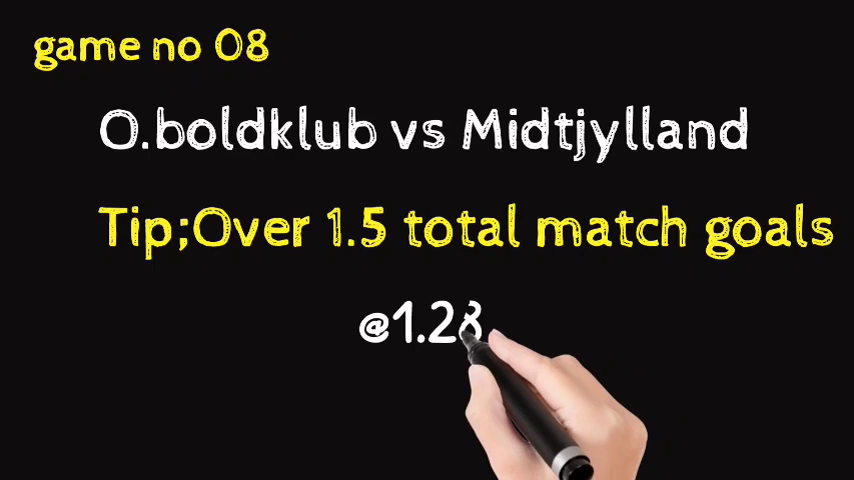 game no 08
O.boldklub vs Midtjylland
Tip;Over 1.5 total match goals
@1.28